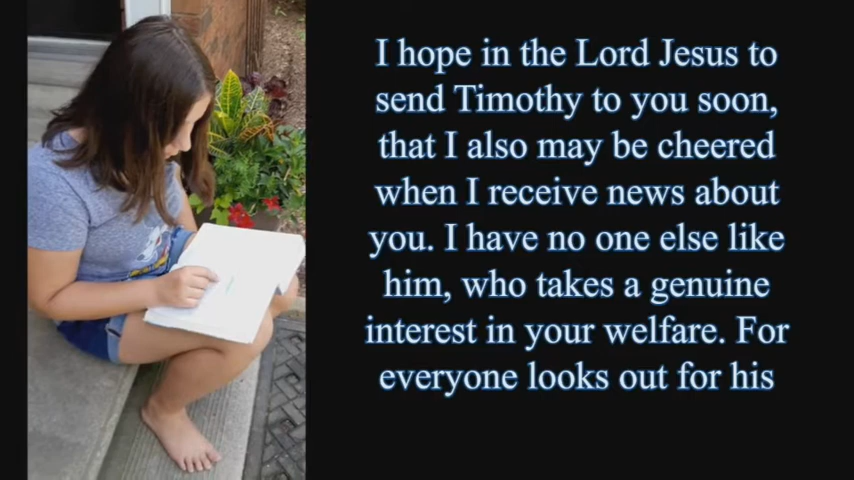 I hope in the Lord Jesus to
send Timothy to you soon,
that I also may be cheered
when I receive news about
you. I have no one else like
him, who takes a genuine
interest in your welfare. For
everyone looks out for his